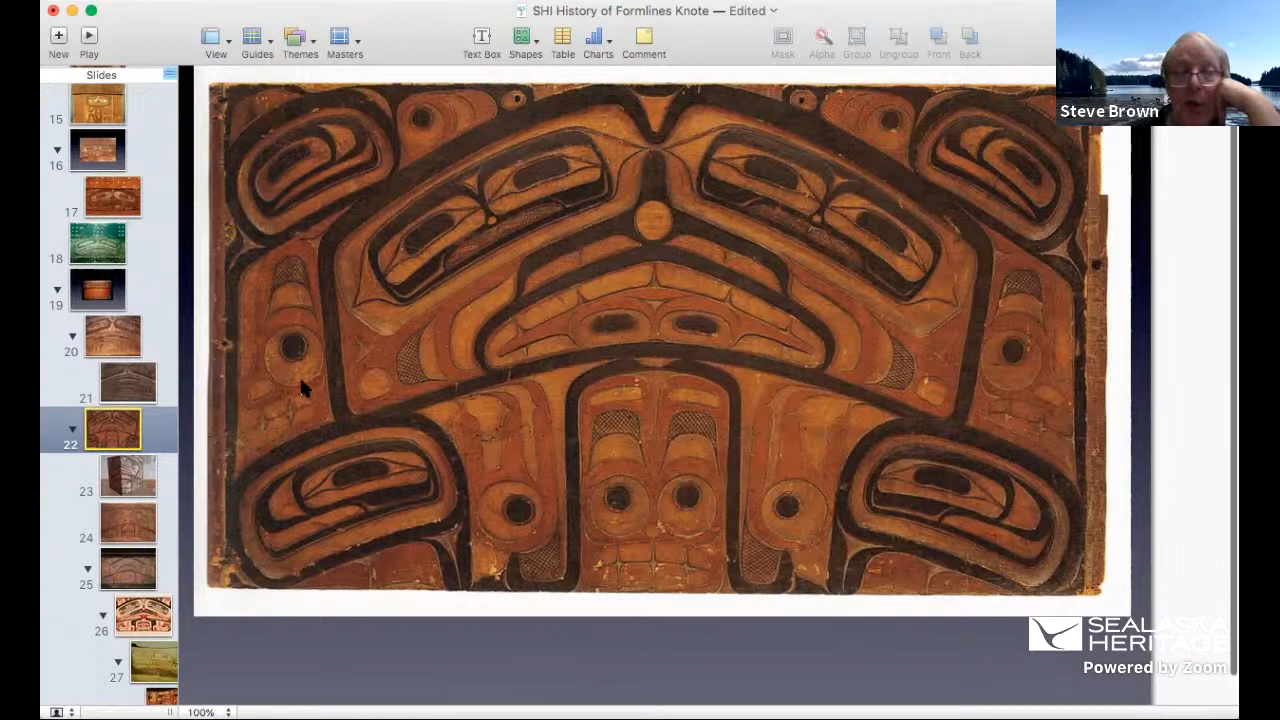 SHI History of Formlines Knote — Edited
New Play View Guides Themes Masters Text Box Shapes Table Charts Comment Mask Alpha Group Ungroup Front Back
Steve Brown
Slides
15
16
17
18
19
20
21
22
23
24
25
26
27
SEALASKA
HERITAGE
Powered by Zoom
100%